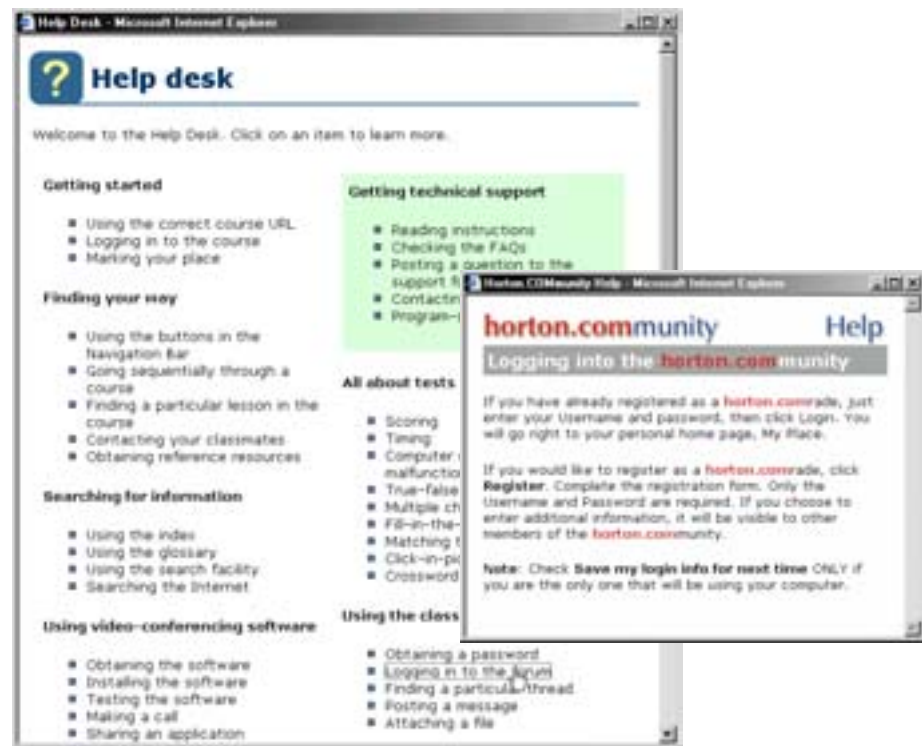 Help Desk - Microsoft Internet Explorer
Help desk
Welcome to the Help Desk. Click on an item to learn more.
Getting started
Using the correct course URL
Logging in to the course
Marking your place
Finding your way
Using the buttons in the
Navigation Bar
Going sequentially through a
course
Finding a particular lesson in the
course
Contacting your classmates
Obtaining reference resources
Searching for information
Using the index
Using the glossary
Using the search facility
Searching the Internet
Using video-conferencing software
Obtaining the software
Installing the software
Testing the software
Making a call
Sharing an application
Getting technical support
Reading instructions
Checking the FAQs
Posting a question to the
support
All about tests
Scoring
Timing
Computer
True-false
Multiple
Matching
Crossword
Using the class
Obtaining a password
Logging in to the forum
Finding a particular thread
Posting a message
Attaching a file
Horton.COMmunity Help - Microsoft Internet Explorer
horton.community Help
Logging into the horton.community
If you have already registered as a horton.comrade, just
enter your Username and password, then click Login. You
will go right to your personal home page, My Place.
If you would like to register as a horton.comrade, click
Register. Complete the registration form. Only the
Username and Password are required. If you choose to
enter additional information, it will be visible to other
members of the horton.community.
Note: Check Save my login info for next time ONLY if
you are the only one that will be using your computer.